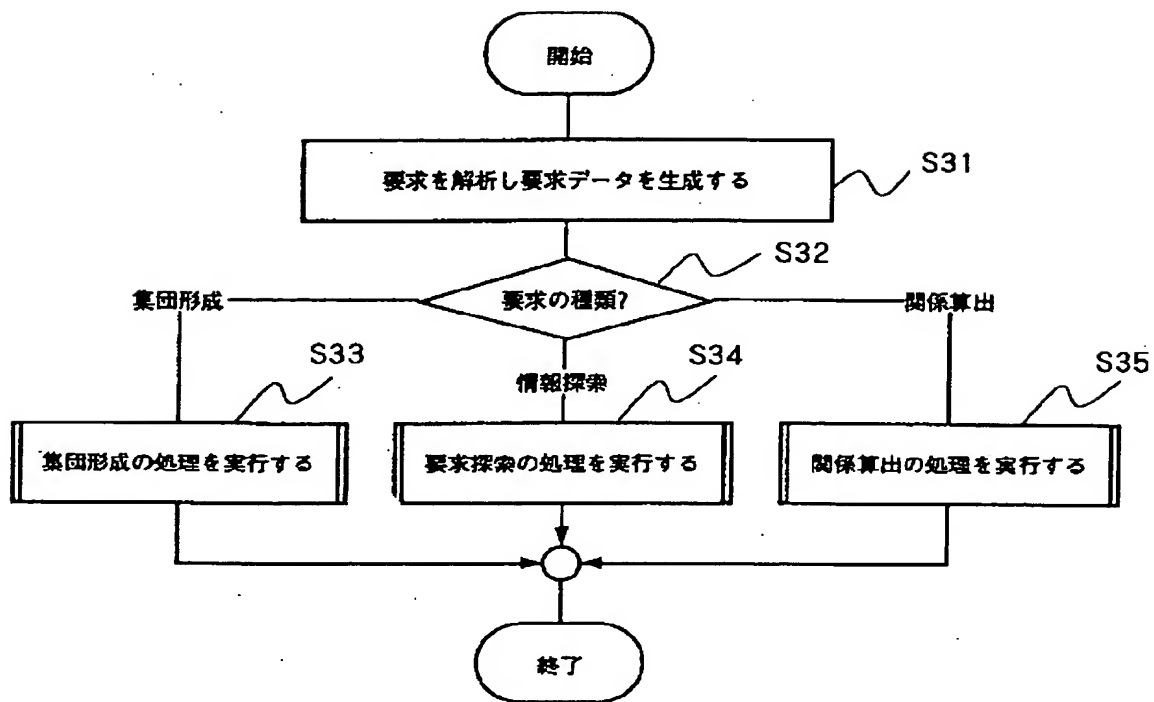 開始
要求を解析し要求データを生成する
S31
S32
要求の種類?
集団形成
関係算出
S33
情報探索
S34
S35
集団形成の処理を実行する
要求探索の処理を実行する
関係算出の処理を実行する
終了